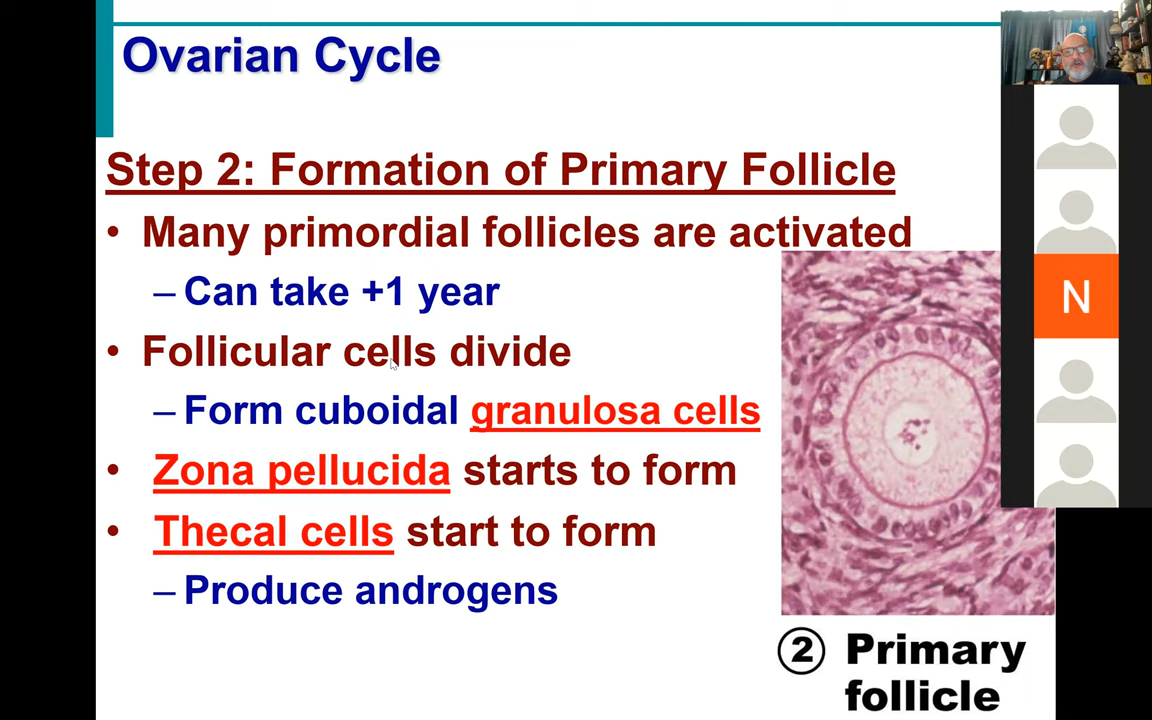 Ovarian Cycle
Step 2: Formation of Primary Follicle
• Many primordial follicles are activated
– Can take +1 year
• Follicular cells divide
– Form cuboidal granulosa cells
• Zona pellucida starts to form
• Thecal cells start to form
– Produce androgens
N
2 Primary
follicle